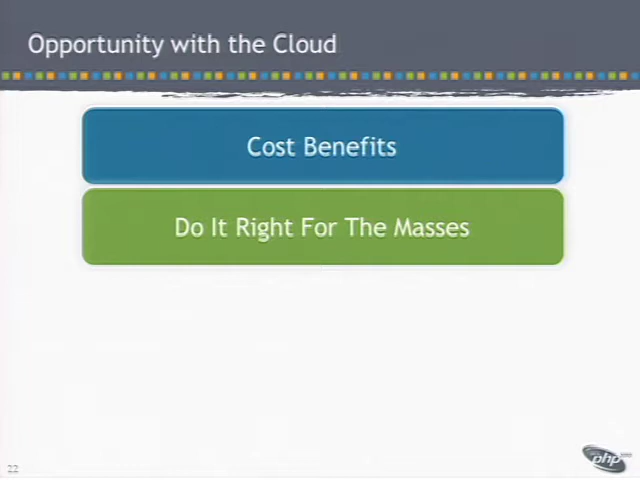 Opportunity with the Cloud
Cost Benefits
Do It Right For The Masses
22
php